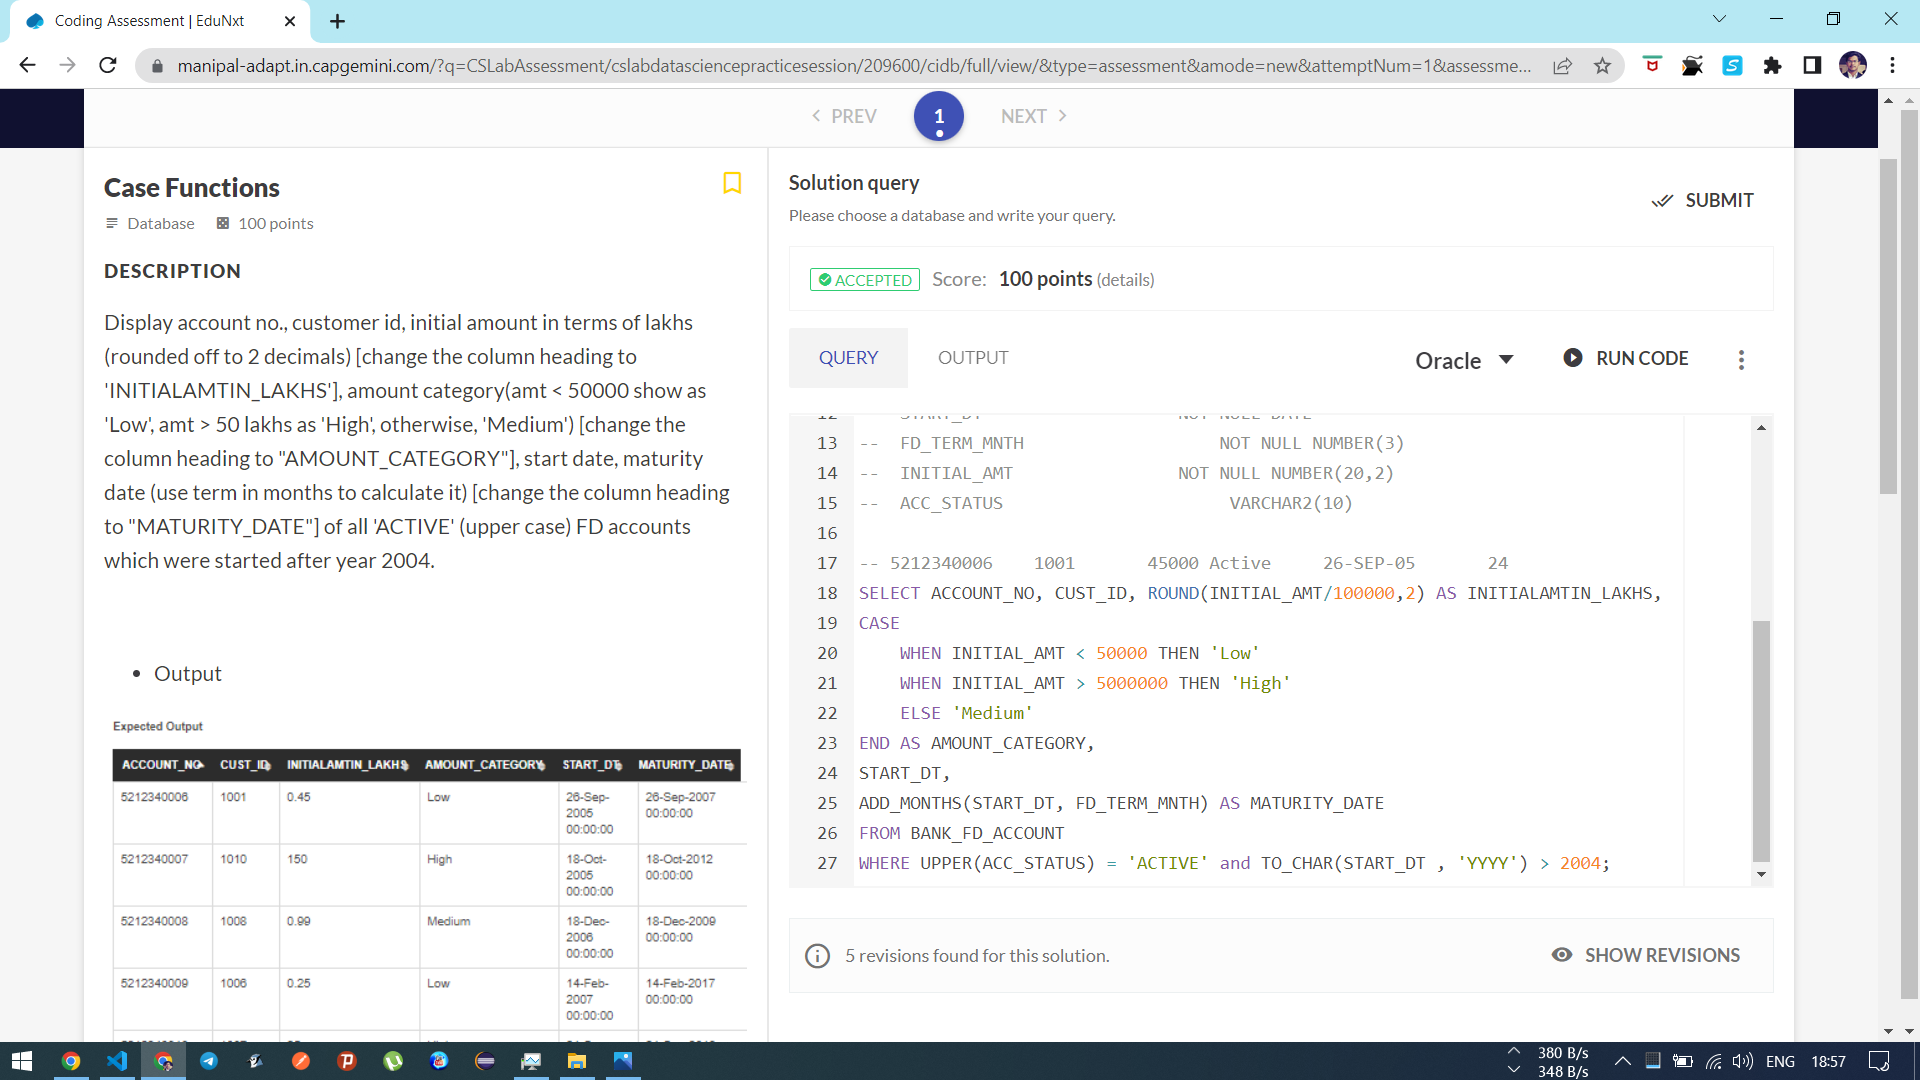 Coding Assessment | EduNxt
manipal-adapt.in.capgemini.com/?q=CSLabAssessment/cslabdatasciencepracticesession/209600/cidb/full/view/&type=assessment&amode=new&attemptNum=1&assessme...
PREV
1
NEXT
Case Functions
Database
100 points
DESCRIPTION
Display account no., customer id, initial amount in terms of lakhs
(rounded off to 2 decimals) [change the column heading to
'INITIALAMTIN_LAKHS'], amount category(amt < 50000 show as
'Low', amt > 50 lakhs as 'High', otherwise, 'Medium') [change the
column heading to "AMOUNT_CATEGORY"], start date, maturity
date (use term in months to calculate it) [change the column heading
to "MATURITY_DATE"] of all 'ACTIVE' (upper case) FD accounts
which were started after year 2004.
Output
Expected Output
ACCOUNT_NO CUST_ID INITIALAMTIN_LAKHS AMOUNT_CATEGORY START_DT MATURITY_DATE
5212340006 1001 0.45 Low 26-Sep- 26-Sep-2007
2005 00:00:00
00:00:00
5212340007 1010 150 High 18-Oct- 18-Oct-2012
2005 00:00:00
00:00:00
5212340008 1008 0.99 Medium 18-Dec- 18-Dec-2009
2006 00:00:00
00:00:00
5212340009 1006 0.25 Low 14-Feb- 14-Feb-2017
2007 00:00:00
00:00:00
Solution query
Please choose a database and write your query.
SUBMIT
ACCEPTED Score: 100 points (details)
QUERY
OUTPUT
Oracle
RUN CODE
12 -- START_DT NOT NULL DATE
13 -- FD_TERM_MNTH NOT NULL NUMBER(3)
14 -- INITIAL_AMT NOT NULL NUMBER(20,2)
15 -- ACC_STATUS VARCHAR2(10)
16
17 -- 5212340006 1001 45000 Active 26-SEP-05 24
18 SELECT ACCOUNT_NO, CUST_ID, ROUND(INITIAL_AMT/100000,2) AS INITIALAMTIN_LAKHS,
19 CASE
20 WHEN INITIAL_AMT < 50000 THEN 'Low'
21 WHEN INITIAL_AMT > 5000000 THEN 'High'
22 ELSE 'Medium'
23 END AS AMOUNT_CATEGORY,
24 START_DT,
25 ADD_MONTHS(START_DT, FD_TERM_MNTH) AS MATURITY_DATE
26 FROM BANK_FD_ACCOUNT
27 WHERE UPPER(ACC_STATUS) = 'ACTIVE' and TO_CHAR(START_DT , 'YYYY') > 2004;
5 revisions found for this solution.
SHOW REVISIONS
380 B/s
348 B/s
ENG
18:57